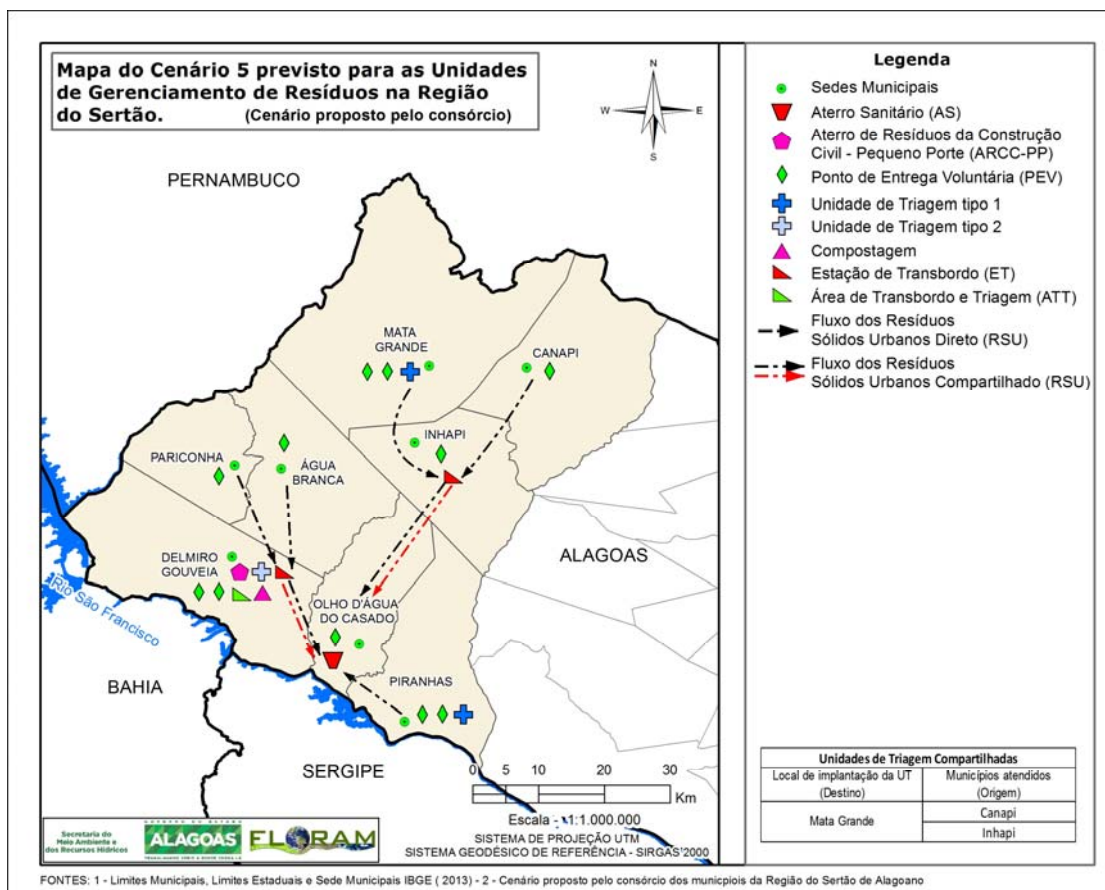 Mapa do Cenário 5 previsto para as Unidades
de Gerenciamento de Resíduos na Região
do Sertão. (Cenário proposto pelo consórcio)
N
W E
S
PERNAMBUCO
MATA
GRANDE
CANAPI
INHAPI
PARICONHA
ÁGUA
BRANCA
ALAGOAS
DELMIRO
GOUVEIA
Rio São Francisco
OLHO D'ÁGUA
DO CASADO
BAHIA
PIRANHAS
SERGIPE
0 5 10 20 30
Km
Escala - 1:1.000.000
SISTEMA DE PROJEÇÃO UTM
SISTEMA GEODÉSICO DE REFERÊNCIA - SIRGAS'2000
Secretaria do
Meio Ambiente e
dos Recursos Hídricos
GOVERNO DO ESTADO
ALAGOAS
FLORAM
Legenda
Sedes Municipais
Aterro Sanitário (AS)
Aterro de Resíduos da Construção
Civil - Pequeno Porte (ARCC-PP)
Ponto de Entrega Voluntária (PEV)
Unidade de Triagem tipo 1
Unidade de Triagem tipo 2
Compostagem
Estação de Transbordo (ET)
Área de Transbordo e Triagem (ATT)
Fluxo dos Resíduos
Sólidos Urbanos Direto (RSU)
Fluxo dos Resíduos
Sólidos Urbanos Compartilhado (RSU)
Unidades de Triagem Compartilhadas
Local de implantação da UT
(Destino)
Municípios atendidos
(Origem)
Mata Grande
Canapi
Inhapi
FONTES: 1 - Limites Municipais, Limites Estaduais e Sede Municipais IBGE ( 2013) - 2 - Cenário proposto pelo consórcio dos municpiois da Região do Sertão de Alagoano